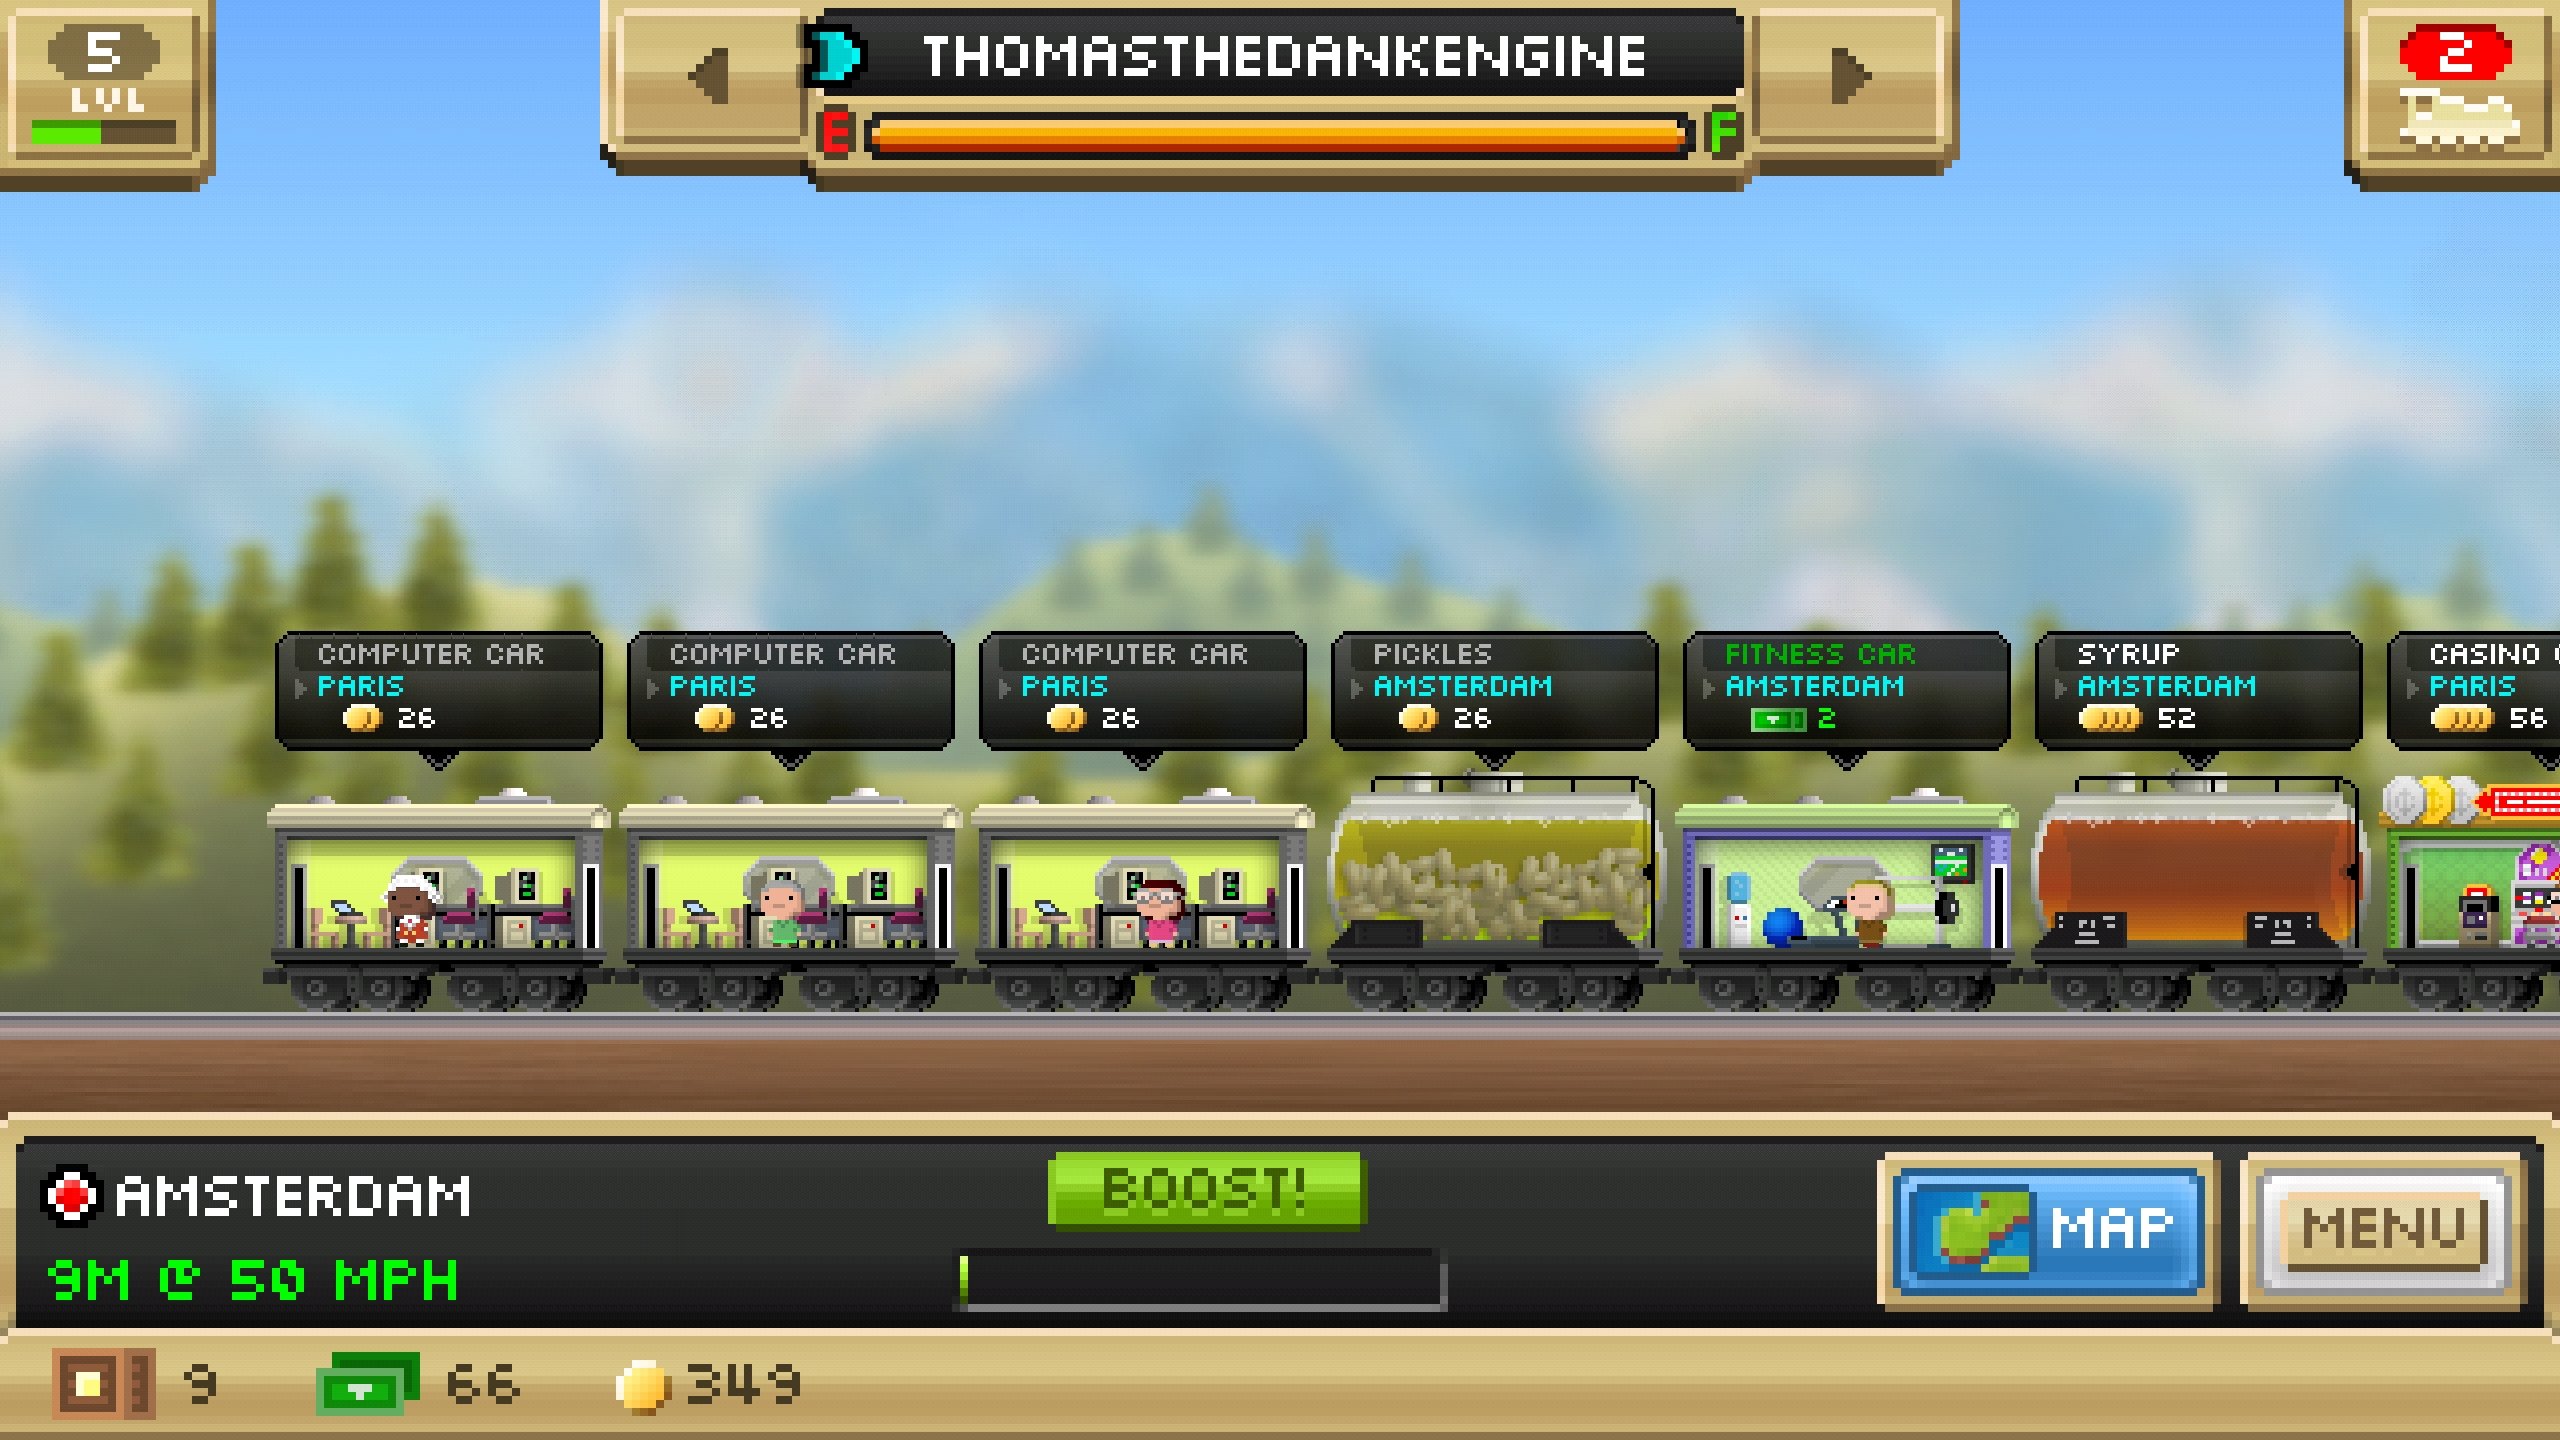 5
LVL
THOMASTHEDANKENGINE
E F
2
COMPUTER CAR
PARIS
26
COMPUTER CAR
PARIS
26
COMPUTER CAR
PARIS
26
PICKLES
AMSTERDAM
26
FITNESS CAR
AMSTERDAM
2
SYRUP
AMSTERDAM
52
CASINO
PARIS
56
AMSTERDAM
9M @ 50 MPH
BOOST!
MAP
MENU
9 66 349